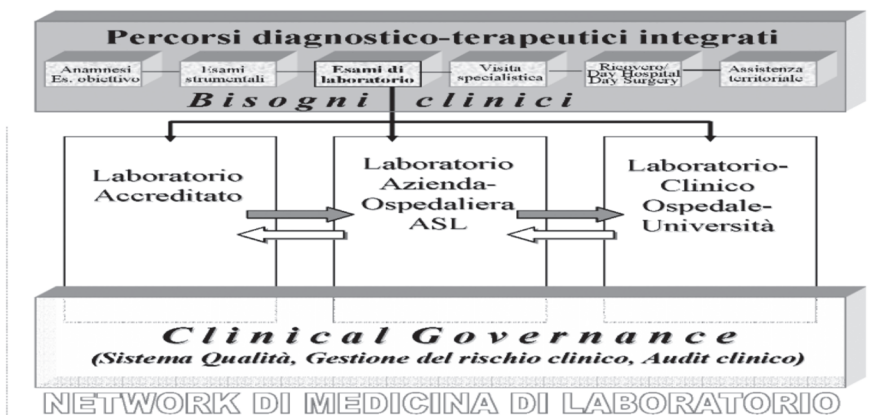 Percorsi diagnostico-terapeutici integrati
Anamnesi
Es. obiettivo
Esami
strumentali
Esami di
laboratorio
Visita
specialistica
Ricovero/
Day Hospital
Day Surgery
Assistenza
territoriale
Bisogni clinici
Laboratorio
Accreditato
Laboratorio
Azienda-
Ospedaliera
ASL
Laboratorio-
Clinico
Ospedale-
Università
Clinical Governance
(Sistema Qualità, Gestione del rischio clinico, Audit clinico)
NETWORK DI MEDICINA DI LABORATORIO